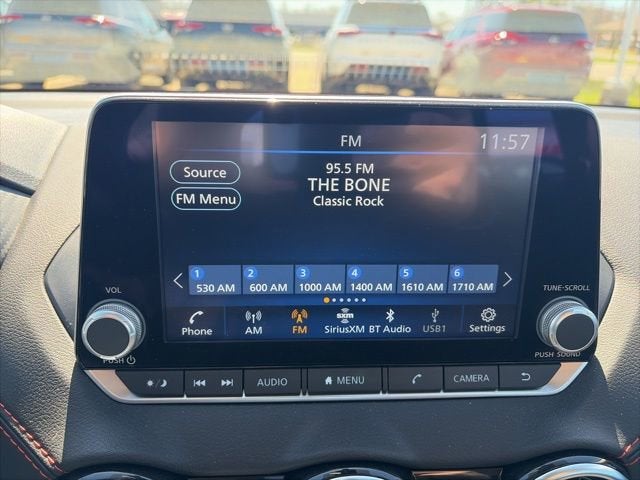 FM
11:57
Source
FM Menu
95.5 FM
THE BONE
Classic Rock
1 530 AM
2 600 AM
3 1000 AM
4 1400 AM
5 1610 AM
6 1710 AM
Phone
AM
FM
sxm SiriusXM
BT Audio
USB1
Settings
VOL
PUSH
TUNE·SCROLL
PUSH SOUND
AUDIO
MENU
CAMERA